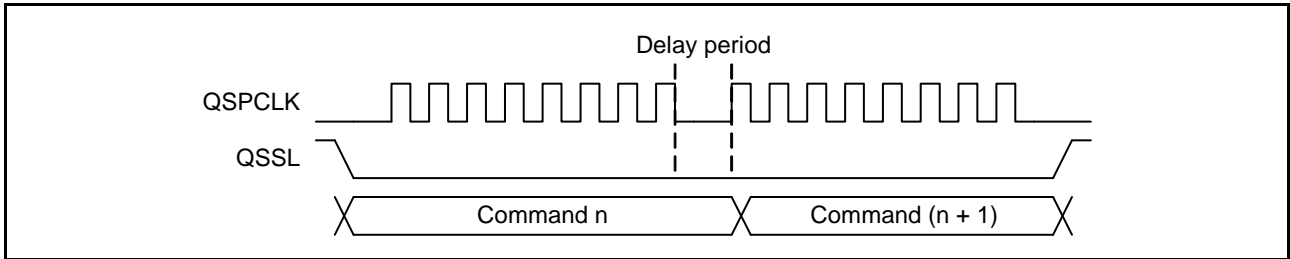 Delay period
QSPCLK
QSSL
Command n
Command (n + 1)